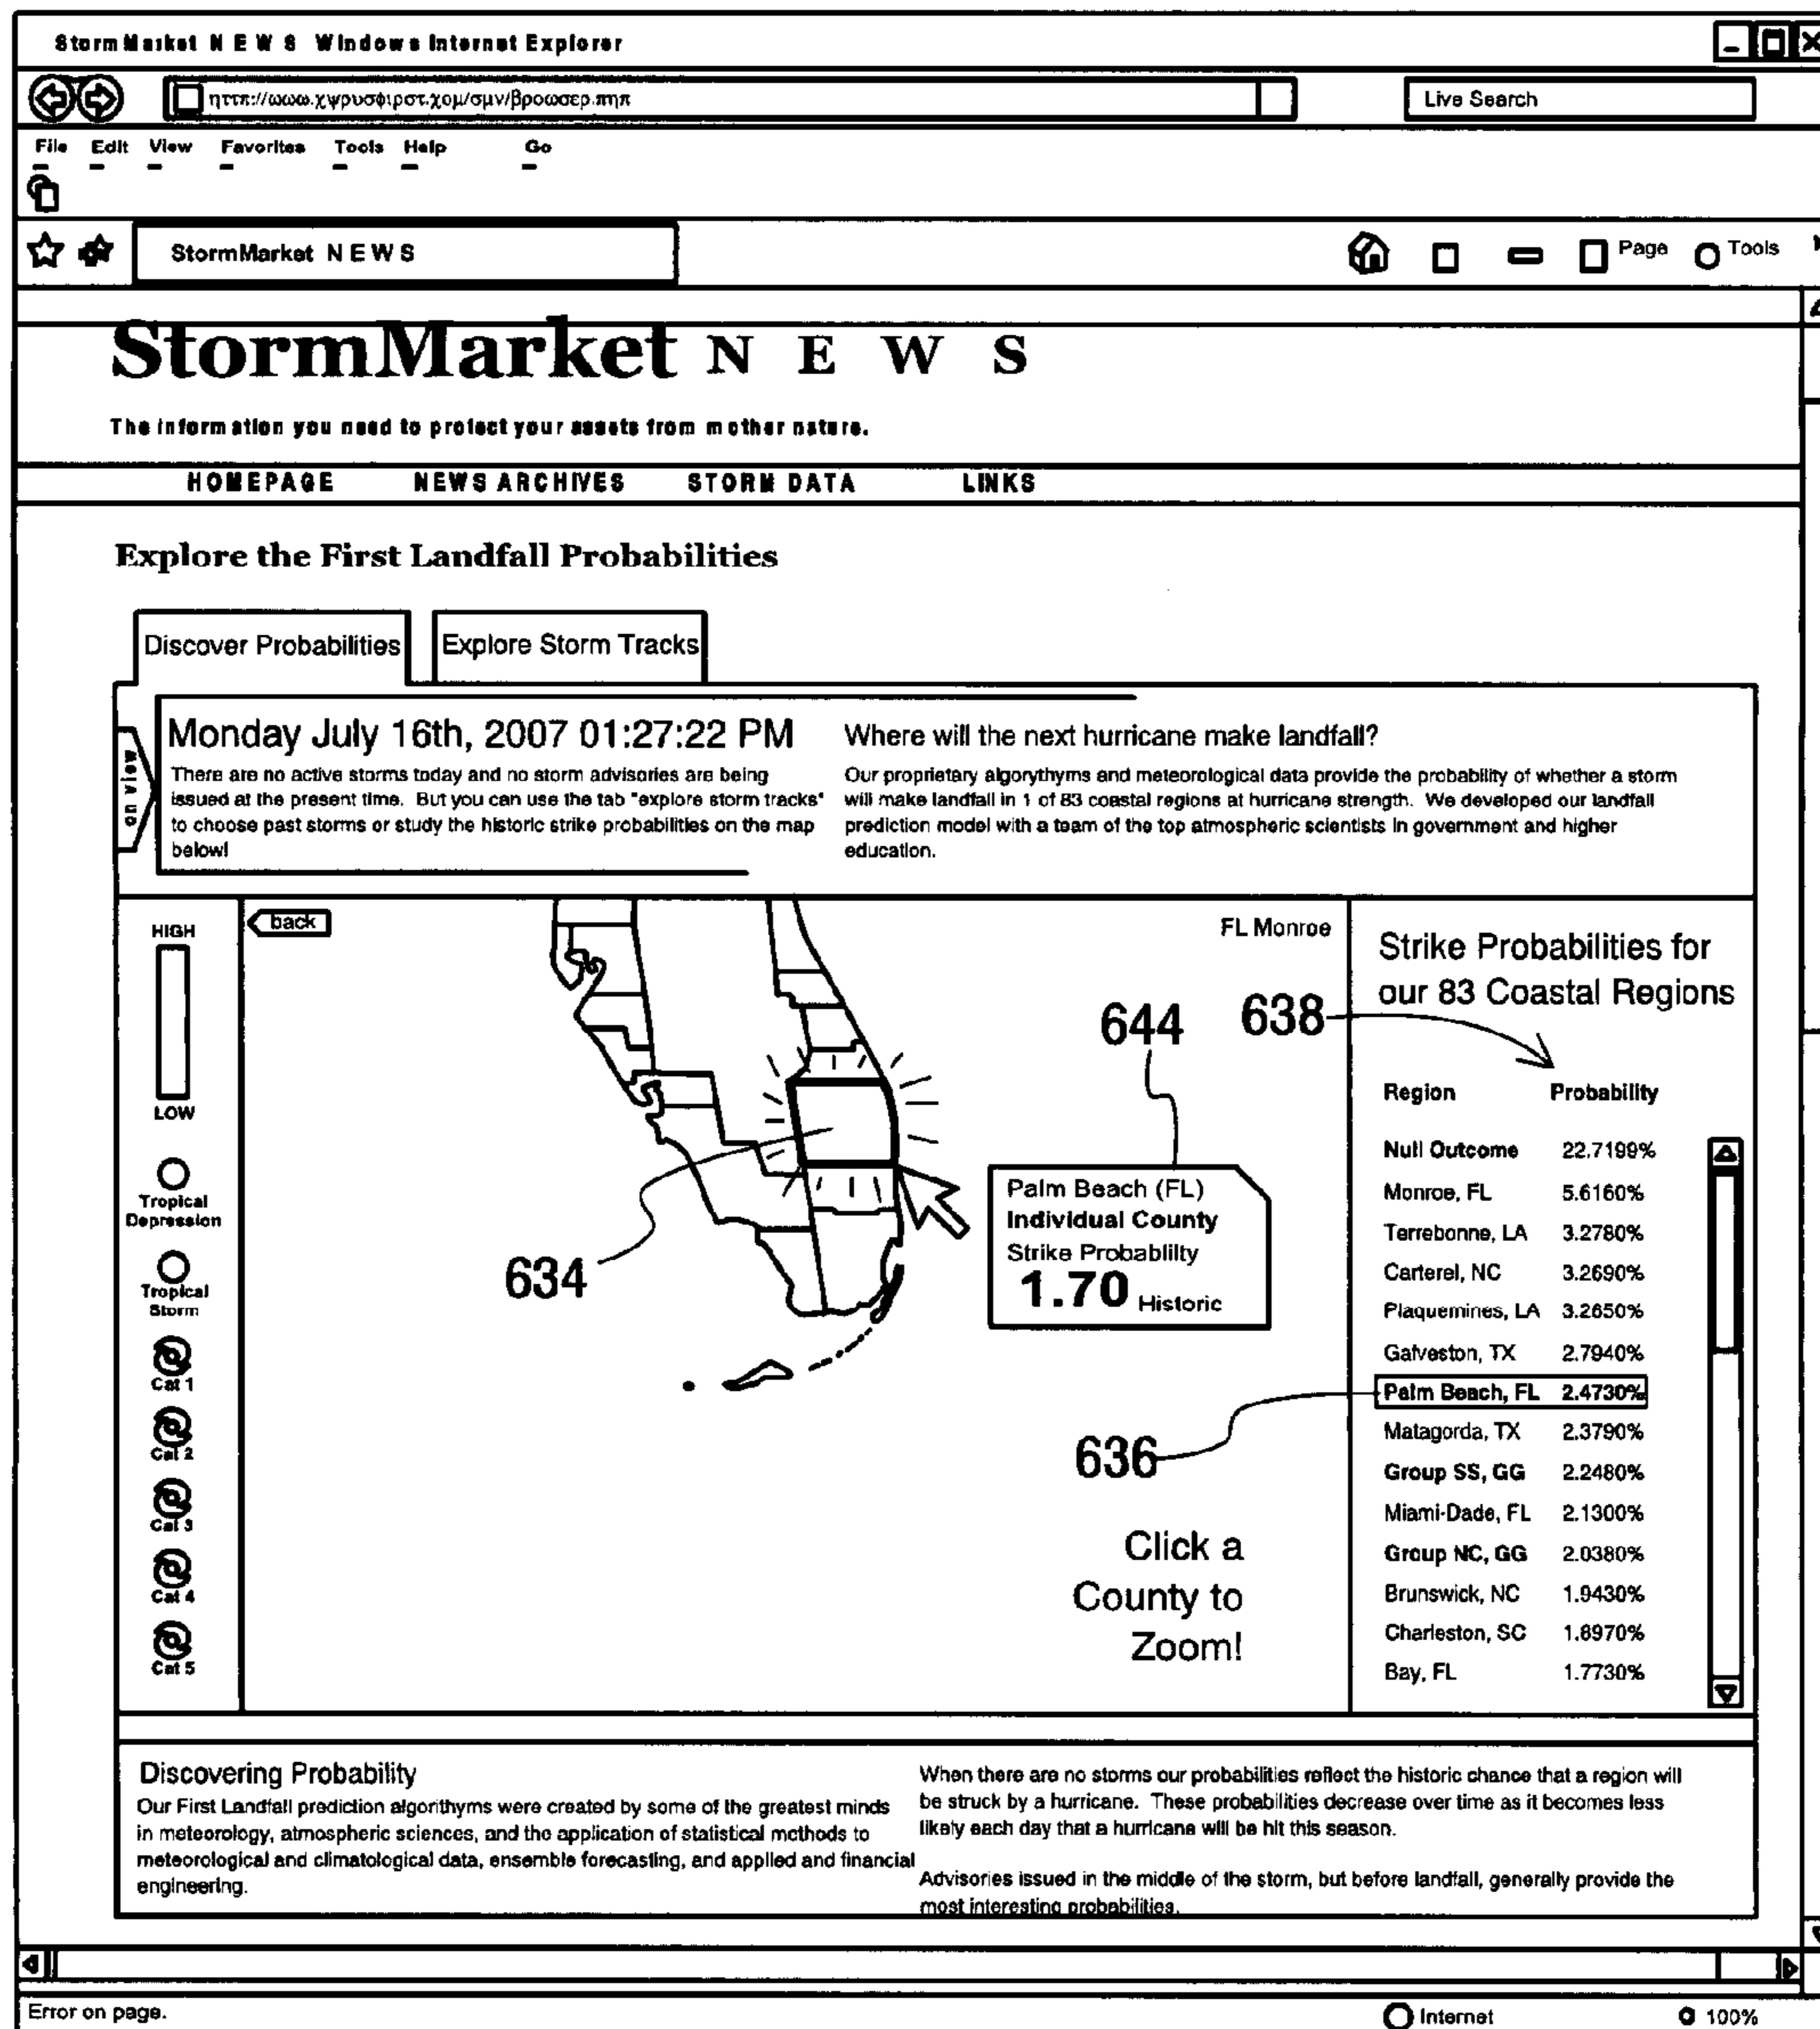 StormMarket N E W S Windows Internet Explorer
ηττπ://ωωω.χψρυσφιρστ.χομ/σμν/βροωσερ.πηπ
Live Search
File Edit View Favorites Tools Help Go
StormMarket N E W S
Page Tools
StormMarket N E W S
The information you need to protect your assets from mother nature.
HOMEPAGE NEWS ARCHIVES STORM DATA LINKS
Explore the First Landfall Probabilities
Discover Probabilities Explore Storm Tracks
Monday July 16th, 2007 01:27:22 PM
There are no active storms today and no storm advisories are being
issued at the present time. But you can use the tab "explore storm tracks"
to choose past storms or study the historic strike probabilities on the map
below!
Where will the next hurricane make landfall?
Our proprietary algorythyms and meteorological data provide the probability of whether a storm
will make landfall in 1 of 83 coastal regions at hurricane strength. We developed our landfall
prediction model with a team of the top atmospheric scientists in government and higher
education.
HIGH
LOW
Tropical
Depression
Tropical
Storm
Cat 1
Cat 2
Cat 3
Cat 4
Cat 5
back
FL Monroe
644
638
634
636
Palm Beach (FL)
Individual County
Strike Probablilty
1.70 Historic
Click a
County to
Zoom!
Strike Probabilities for
our 83 Coastal Regions
Region Probability
Null Outcome 22.7199%
Monroe, FL 5.6160%
Terrebonne, LA 3.2780%
Carterel, NC 3.2690%
Plaquemines, LA 3.2650%
Galveston, TX 2.7940%
Palm Beach, FL 2.4730%
Matagorda, TX 2.3790%
Group SS, GG 2.2480%
Miami-Dade, FL 2.1300%
Group NC, GG 2.0380%
Brunswick, NC 1.9430%
Charleston, SC 1.8970%
Bay, FL 1.7730%
Discovering Probability
Our First Landfall prediction algorithyms were created by some of the greatest minds
in meteorology, atmospheric sciences, and the application of statistical methods to
meteorological and climatological data, ensemble forecasting, and applied and financial
engineering.
When there are no storms our probabilities reflect the historic chance that a region will
be struck by a hurricane. These probabilities decrease over time as it becomes less
likely each day that a hurricane will be hit this season.
Advisories issued in the middle of the storm, but before landfall, generally provide the
most interesting probabilities.
Error on page.
Internet
100%